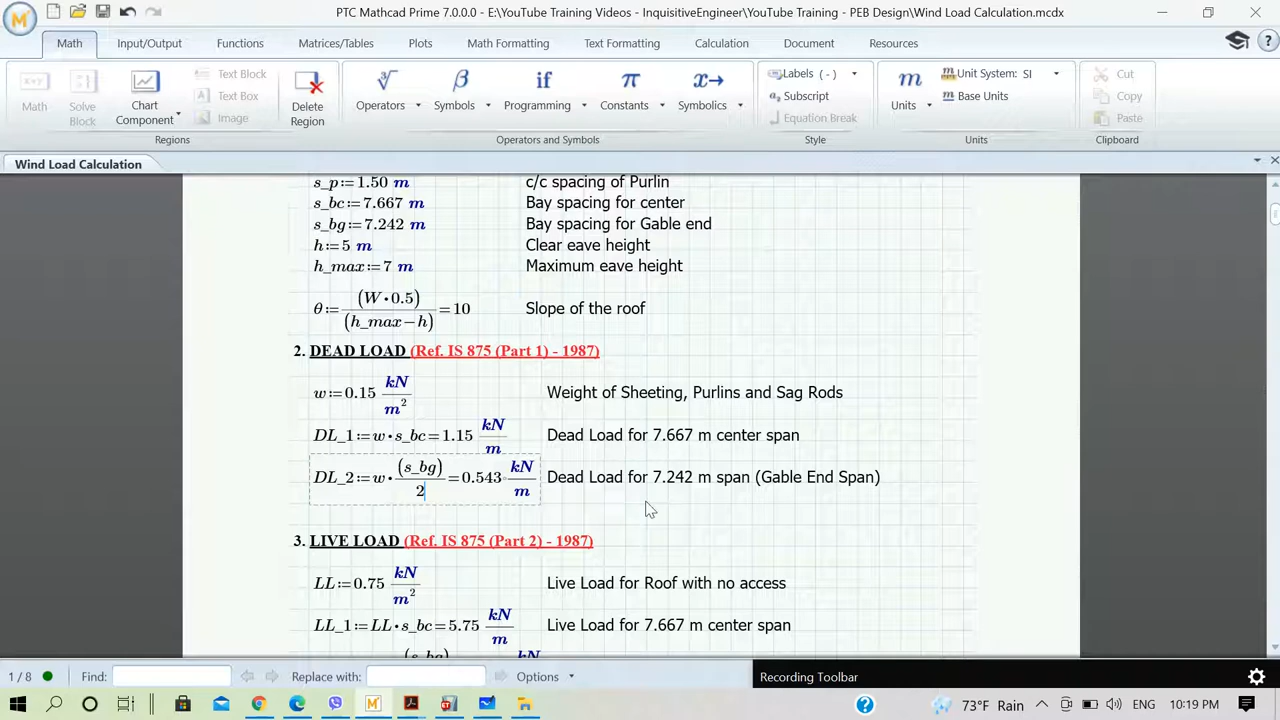 PTC Mathcad Prime 7.0.0.0 - E:\YouTube Training Videos - InquisitiveEngineer\YouTube Training - PEB Design\Wind Load Calculation.mcdx
Math Input/Output Functions Matrices/Tables Plots Math Formatting Text Formatting Calculation Document Resources
Math
Solve Block
Chart Component
Text Block
Text Box
Image
Delete Region
Operators
Symbols
if
Programming
π
Constants
Symbolics
Labels ( - )
Subscript
Equation Break
m
Units
Unit System: SI
Base Units
Cut
Copy
Paste
Regions Operators and Symbols Style Units Clipboard
Wind Load Calculation
s_p:=1.50 m c/c spacing of Purlin
s_bc:=7.667 m Bay spacing for center
s_bg:=7.242 m Bay spacing for Gable end
h:=5 m Clear eave height
h_max:=7 m Maximum eave height
θ:=(W•0.5)/(h_max−h)=10 Slope of the roof
2. DEAD LOAD (Ref. IS 875 (Part 1) - 1987)
w:=0.15 kN/m² Weight of Sheeting, Purlins and Sag Rods
DL_1:=w•s_bc=1.15 kN/m Dead Load for 7.667 m center span
DL_2:=w•(s_bg)/2=0.543 kN/m Dead Load for 7.242 m span (Gable End Span)
3. LIVE LOAD (Ref. IS 875 (Part 2) - 1987)
LL:=0.75 kN/m² Live Load for Roof with no access
LL_1:=LL•s_bc=5.75 kN/m Live Load for 7.667 m center span
(s_bg) kN
1 / 8 Find: Replace with: Options
Recording Toolbar
73°F Rain ENG 10:19 PM